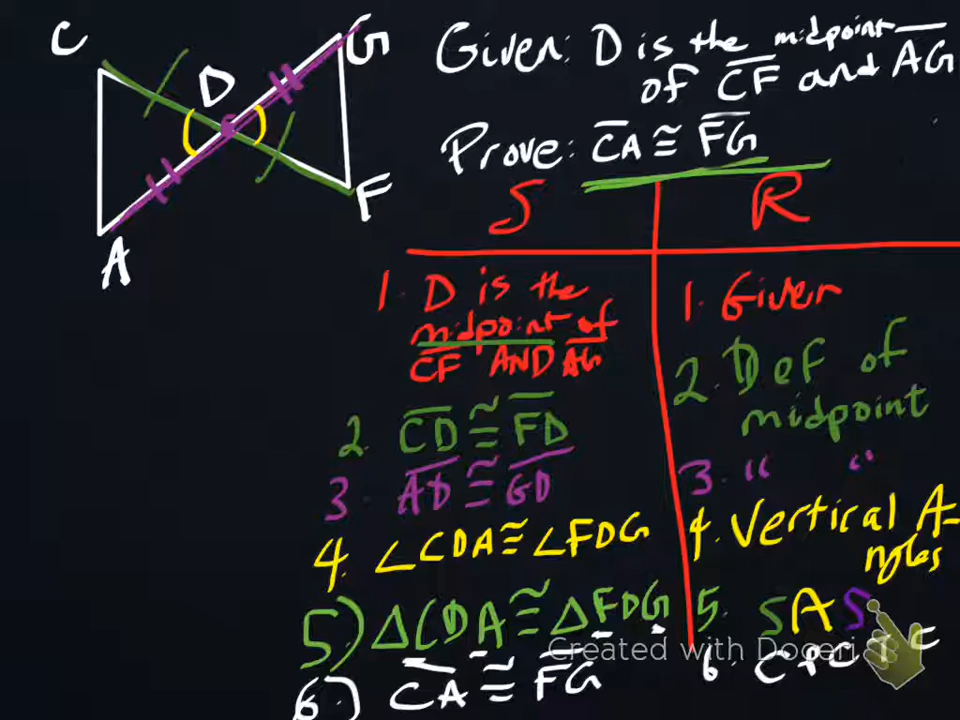 C
G
D
F
A
Given: D is the midpoint
of CF and AG
Prove: CA ≅ FG
S R
1. D is the
midpoint of
CF AND AG
1. Given
2. CD ≅ FD
2. Def of
midpoint
3. AD ≅ GD
3. " "
4. ∠CDA ≅ ∠FDG
4. Vertical A-
ngles
5) △CDA ≅ △FDG
5. SAS
6) CA ≅ FG
6. CPCTC
Created with Doceri